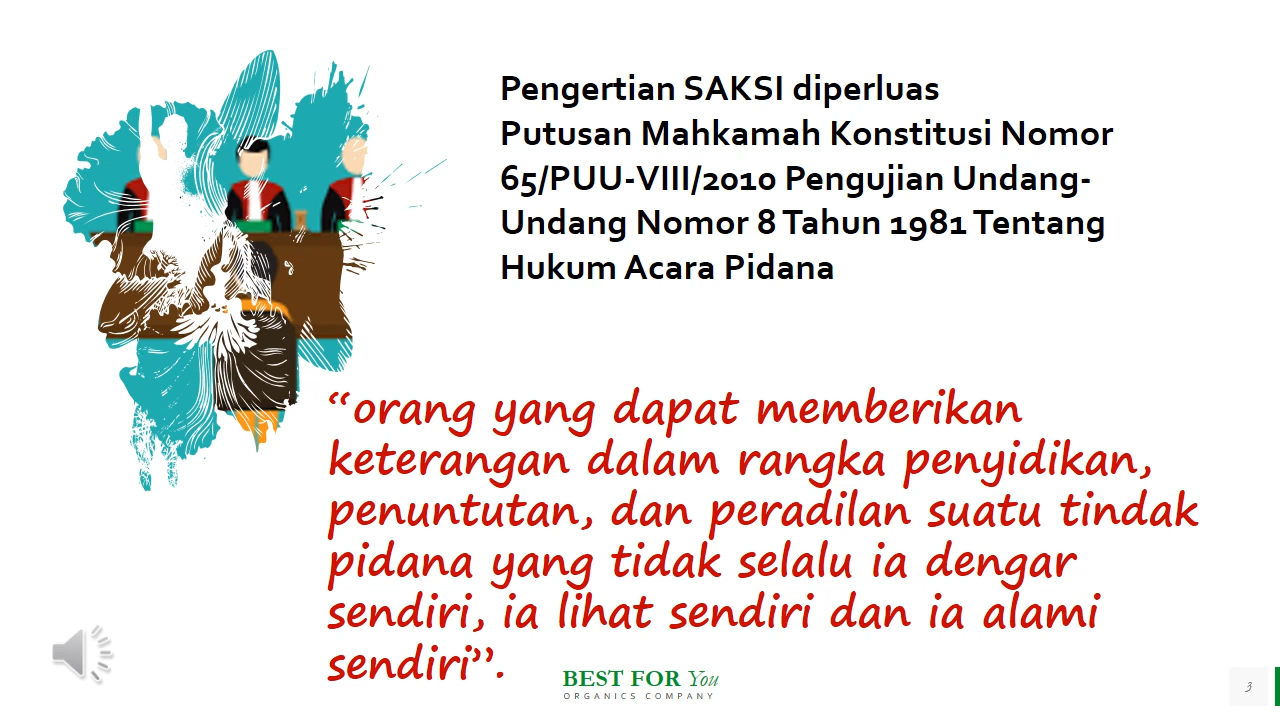 Pengertian SAKSI diperluas
Putusan Mahkamah Konstitusi Nomor
65/PUU-VIII/2010 Pengujian Undang-
Undang Nomor 8 Tahun 1981 Tentang
Hukum Acara Pidana
“orang yang dapat memberikan
keterangan dalam rangka penyidikan,
penuntutan, dan peradilan suatu tindak
pidana yang tidak selalu ia dengar
sendiri, ia lihat sendiri dan ia alami
sendiri”.
BEST FOR You
ORGANICS COMPANY
3